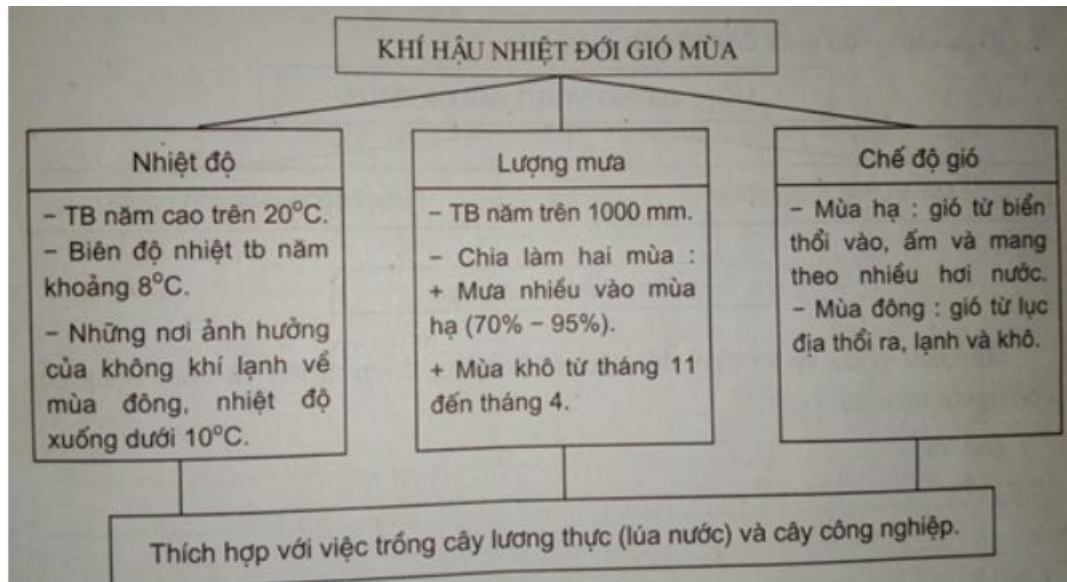 KHÍ HẬU NHIỆT ĐỚI GIÓ MÙA
Nhiệt độ
– TB năm cao trên 20°C.
– Biên độ nhiệt tb năm
khoảng 8°C.
– Những nơi ảnh hưởng
của không khí lạnh về
mùa đông, nhiệt độ
xuống dưới 10°C.
Lượng mưa
– TB năm trên 1000 mm.
– Chia làm hai mùa :
+ Mưa nhiều vào mùa
hạ (70% – 95%).
+ Mùa khô từ tháng 11
đến tháng 4.
Chế độ gió
– Mùa hạ : gió từ biển
thổi vào, ấm và mang
theo nhiều hơi nước.
– Mùa đông : gió từ lục
địa thổi ra, lạnh và khô.
Thích hợp với việc trồng cây lương thực (lúa nước) và cây công nghiệp.